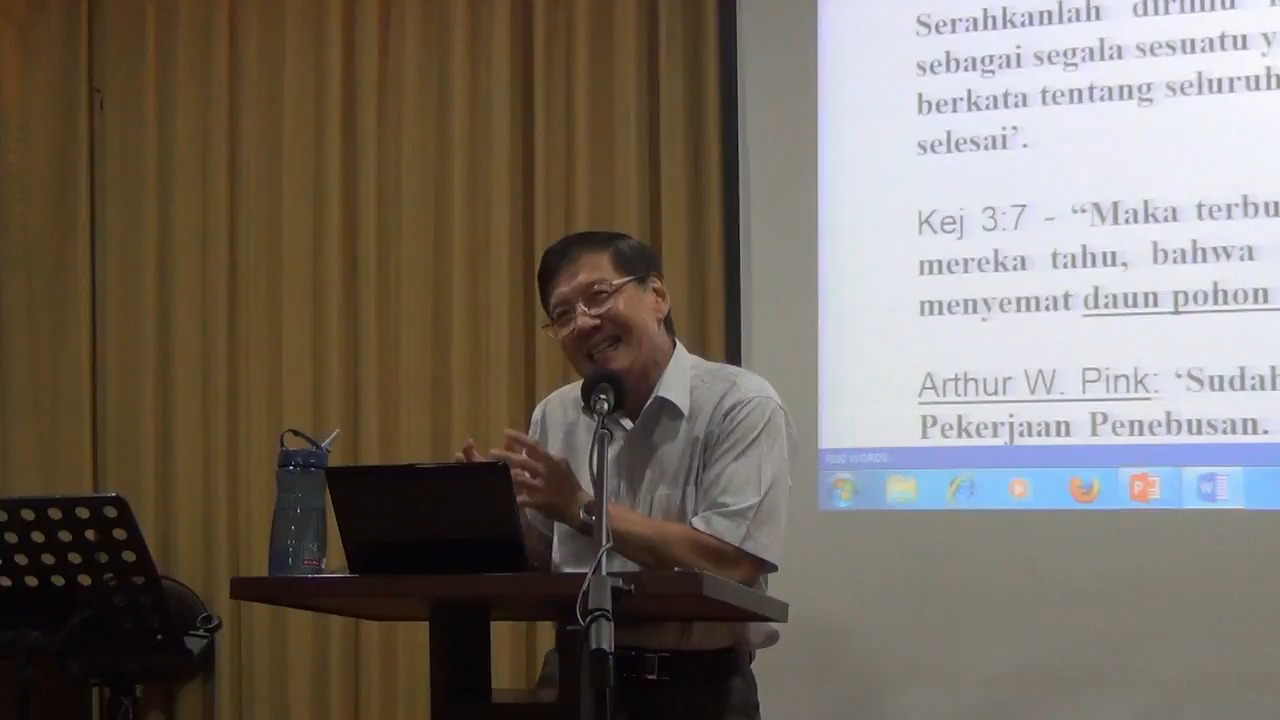 Serahkanlah dirimu
sebagai segala sesuatu y
berkata tentang seluruh
selesai’.
Kej 3:7 - “Maka terbu
mereka tahu, bahwa
menyemat daun pohon
Arthur W. Pink: ‘Sudah
Pekerjaan Penebusan.
WORDS